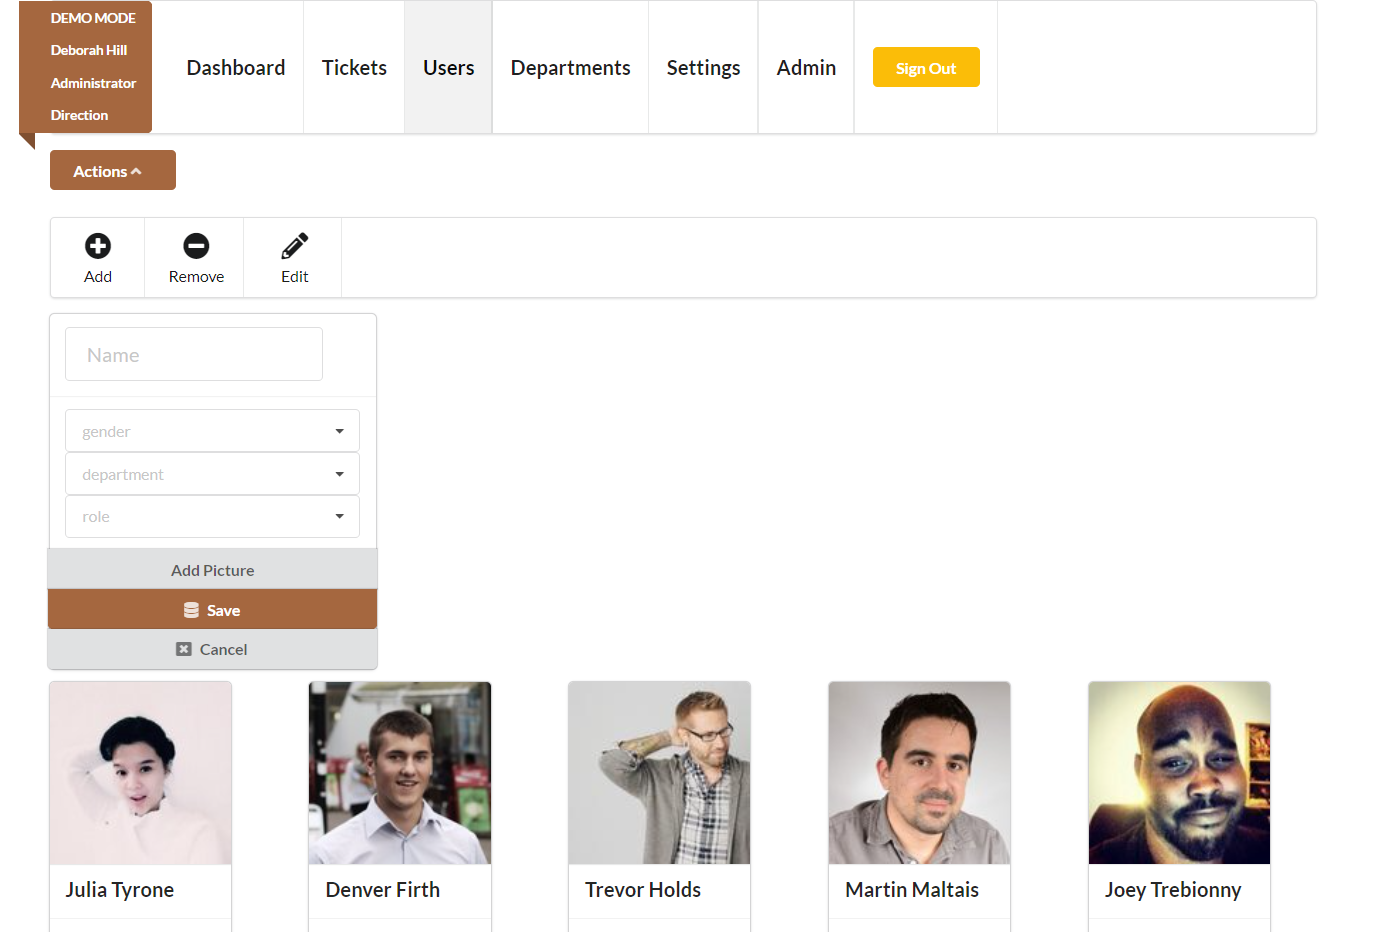 DEMO MODE
Deborah Hill
Administrator
Direction
Dashboard
Tickets
Users
Departments
Settings
Admin
Sign Out
Actions
Add
Remove
Edit
Name
gender
department
role
Add Picture
Save
Cancel
Julia Tyrone
Denver Firth
Trevor Holds
Martin Maltais
Joey Trebionny